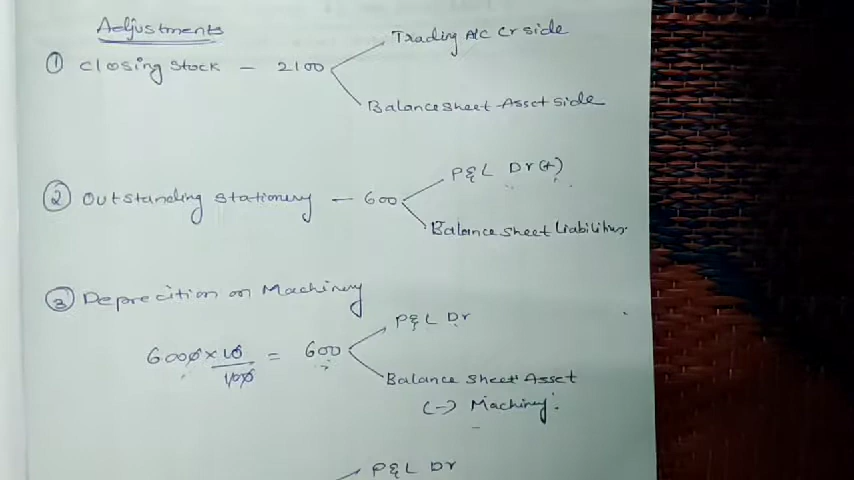 Adjustments
① Closing Stock - 2100
Trading A/C Cr side
Balance sheet Asset side
② Outstanding stationery - 600
P&L Dr (+)
Balance sheet Liabilities.
③ Deprecition on Machinery
6000 × 10/100 = 600
P&L Dr
Balance sheet Asset
(-) Machinery.
P&L Dr